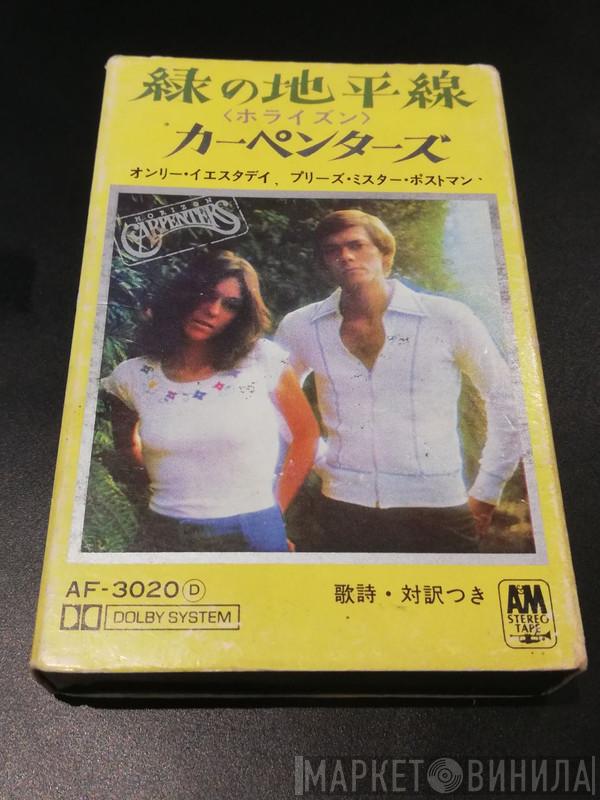 緑の地平線
〈ホライズン〉
カーペンターズ
オンリー・イエスタデイ、プリーズ・ミスター・ポストマン、
HORIZON
CARPENTERS
AF-3020 D
DOLBY SYSTEM
歌詩・対訳つき
A&M
STEREO
TAPE
МАРКЕТ ВИНИЛА